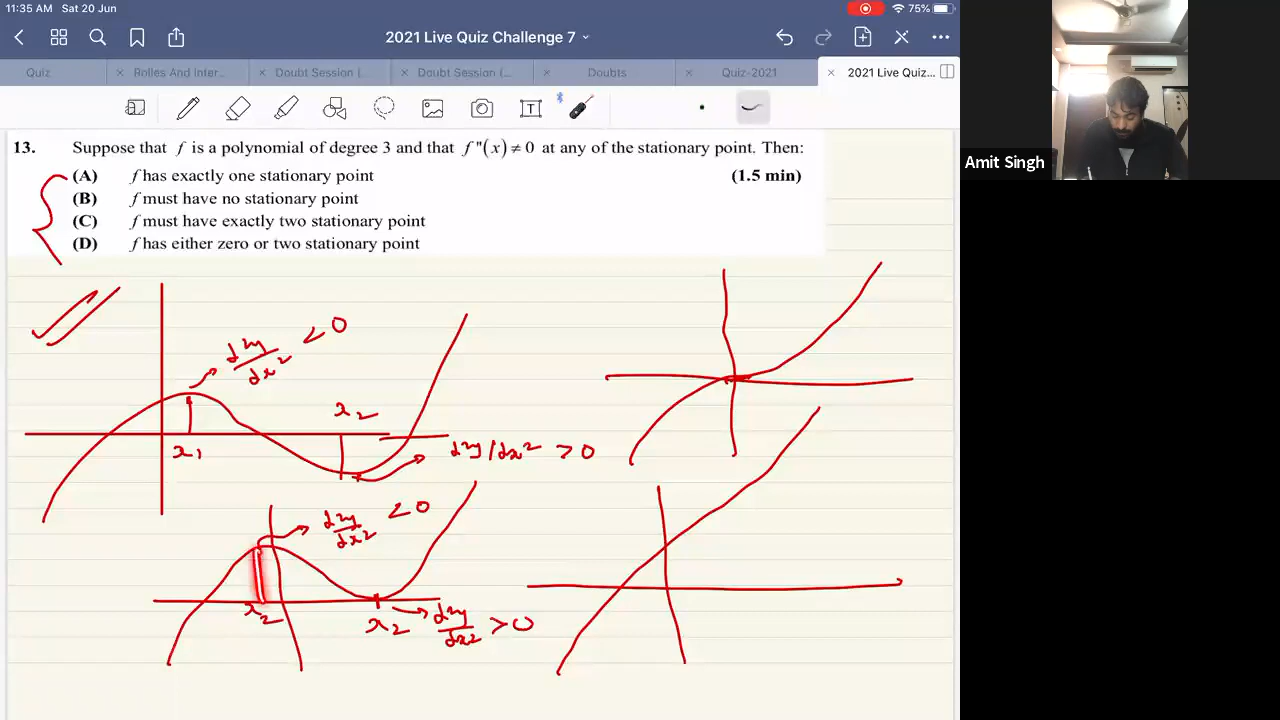 11:35 AM Sat 20 Jun
75%
2021 Live Quiz Challenge 7
Quiz
Rolles And Inter...
Doubt Session (...
Doubt Session (...
Doubts
Quiz-2021
2021 Live Quiz...
T
13. Suppose that f is a polynomial of degree 3 and that f "(x) ≠ 0 at any of the stationary point. Then:
(A) f has exactly one stationary point (1.5 min)
(B) f must have no stationary point
(C) f must have exactly two stationary point
(D) f has either zero or two stationary point
d²y/dx² < 0
x₂
x₁
d²y/dx² > 0
d²y/dx² < 0
x₂
x₂
d²y/dx² > 0
Amit Singh